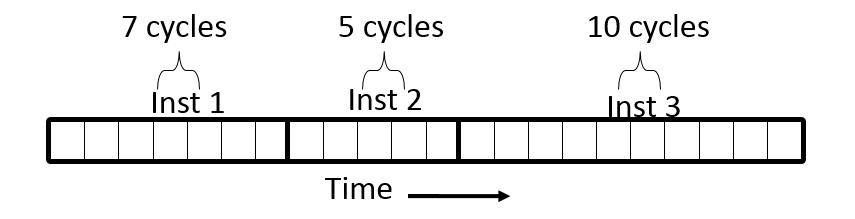 7 cycles 5 cycles 10 cycles
Inst 1 Inst 2 Inst 3
Time